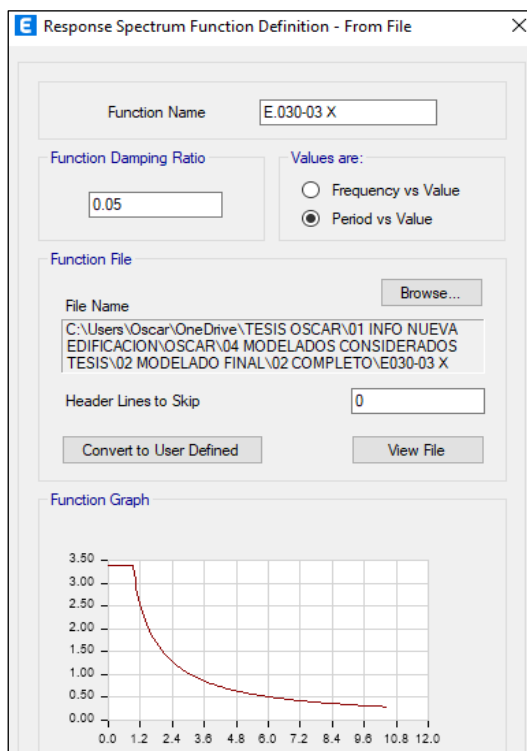 E Response Spectrum Function Definition - From File
Function Name
E.030-03 X
Function Damping Ratio
0.05
Values are:
Frequency vs Value
Period vs Value
Function File
Browse...
File Name
C:\Users\Oscar\OneDrive\TESIS OSCAR\01 INFO NUEVA
EDIFICACION\OSCAR\04 MODELADOS CONSIDERADOS
TESIS\02 MODELADO FINAL\02 COMPLETO\E030-03 X
Header Lines to Skip
0
Convert to User Defined
View File
Function Graph
3.50
3.00
2.50
2.00
1.50
1.00
0.50
0.00
0.0 1.2 2.4 3.6 4.8 6.0 7.2 8.4 9.6 10.8 12.0